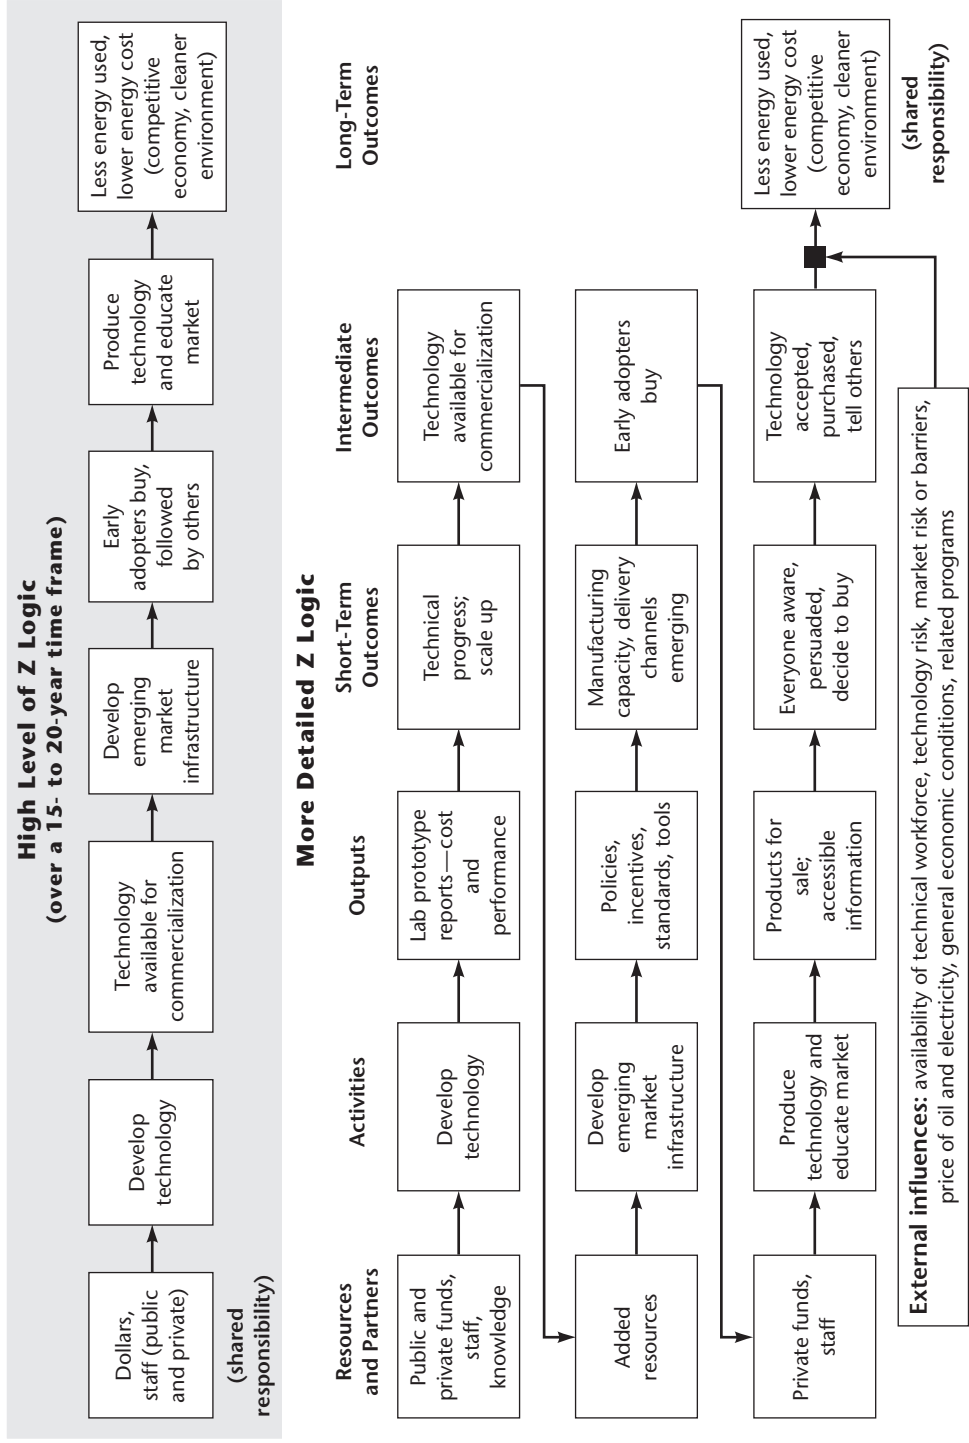 High Level of Z Logic
(over a 15- to 20-year time frame)
Dollars,
staff (public
and private)
(shared
responsibility)
Develop
technology
Technology
available for
commercialization
Develop
emerging
market
infrastructure
Early
adopters buy,
followed
by others
Produce
technology
and educate
market
Less energy used,
lower energy cost
(competitive
economy, cleaner
environment)
More Detailed Z Logic
Resources
and Partners
Activities
Outputs
Short-Term
Outcomes
Intermediate
Outcomes
Long-Term
Outcomes
Public and
private funds,
staff,
knowledge
Develop
technology
Lab prototype
reports—cost
and
performance
Technical
progress;
scale up
Technology
available for
commercialization
Added
resources
Develop
emerging
market
infrastructure
Policies,
incentives,
standards, tools
Manufacturing
capacity, delivery
channels
emerging
Early adopters
buy
Private funds,
staff
Produce
technology and
educate market
Products for
sale;
accessible
information
Everyone aware,
persuaded,
decide to buy
Technology
accepted,
purchased,
tell others
Less energy used,
lower energy cost
(competitive
economy, cleaner
environment)
(shared
responsibility)
External influences: availability of technical workforce, technology risk, market risk or barriers,
price of oil and electricity, general economic conditions, related programs